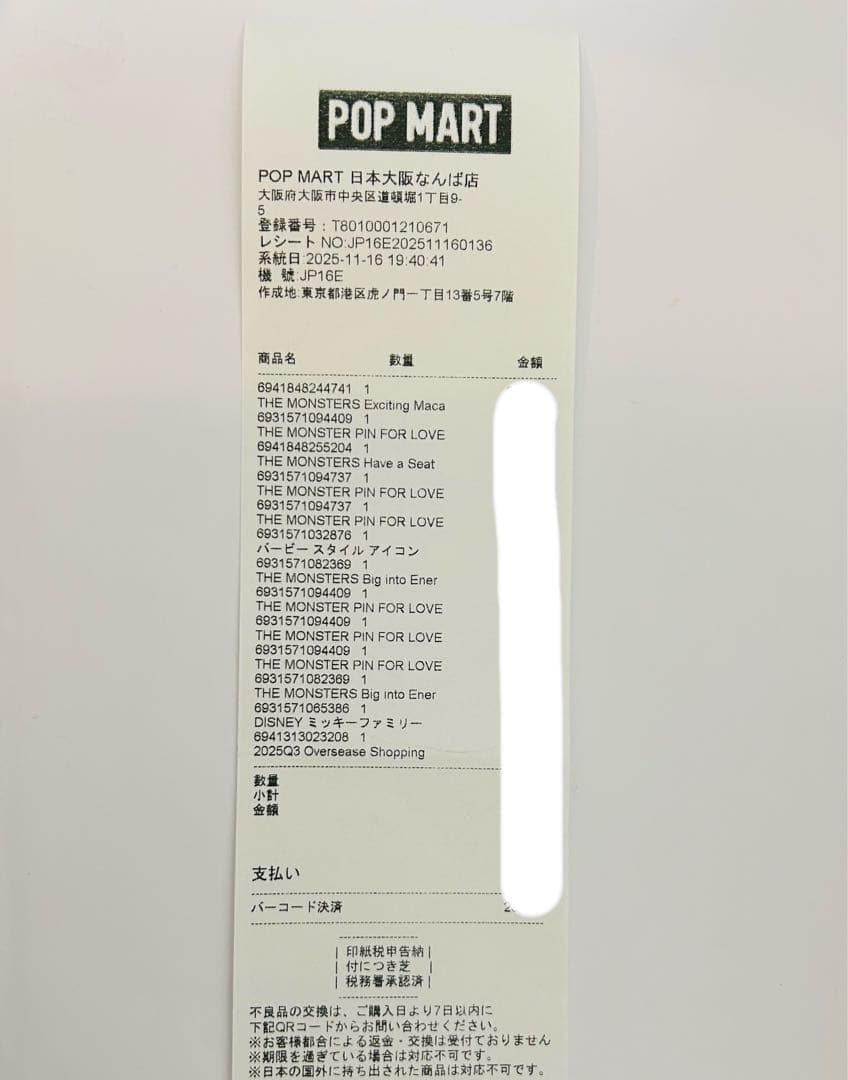 POP MART
POP MART 日本大阪なんば店
大阪府大阪市中央区道頓堀1丁目9-
5
登録番号：T8010001210671
レシート NO:JP16E202511160136
系統日:2025-11-16 19:40:41
機 號:JP16E
作成地:東京都港区虎ノ門一丁目13番5号7階
商品名 數量 金額
6941848244741 1
THE MONSTERS Exciting Maca
6931571094409 1
THE MONSTER PIN FOR LOVE
6941848255204 1
THE MONSTERS Have a Seat
6931571094737 1
THE MONSTER PIN FOR LOVE
6931571094737 1
THE MONSTER PIN FOR LOVE
6931571032876 1
バービー スタイル アイコン
6931571082369 1
THE MONSTERS Big into Ener
6931571094409 1
THE MONSTER PIN FOR LOVE
6931571094409 1
THE MONSTER PIN FOR LOVE
6931571094409 1
THE MONSTER PIN FOR LOVE
6931571082369 1
THE MONSTERS Big into Ener
6931571065386 1
DISNEY ミッキーファミリー
6941313023208 1
2025Q3 Oversease Shopping
數量
小計
金額
支払い
バーコード決済
印紙税申告納
付につき芝
税務署承認済
不良品の交換は、ご購入日より7日以内に
下記QRコードからお問い合わせください。
※お客様都合による返金・交換は受付ておりません
※期限を過ぎている場合は対応不可です。
※日本の国外に持ち出された商品は対応不可です。